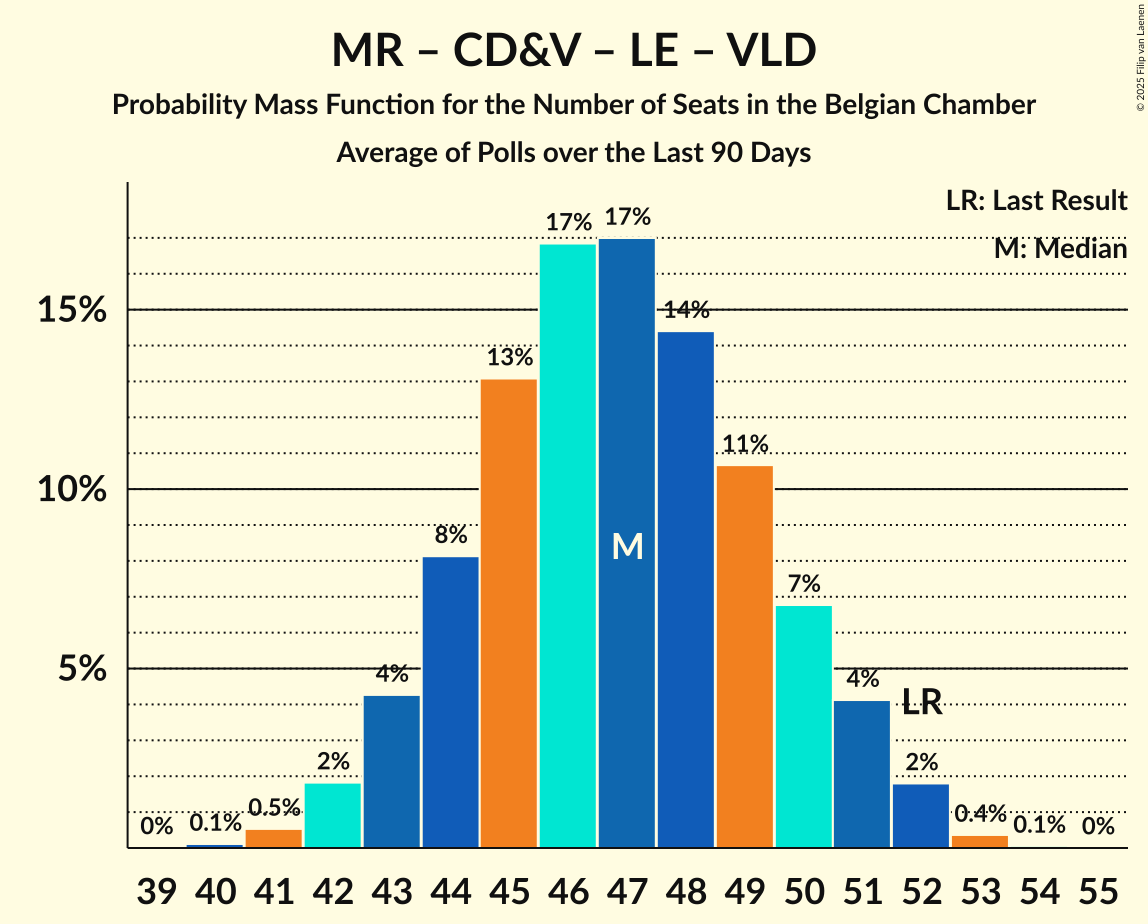 MR – CD&V – LE – VLD
Probability Mass Function for the Number of Seats in the Belgian Chamber
Average of Polls over the Last 90 Days
© 2025 Filip van Laenen
LR: Last Result
M: Median
15%
10%
5%
0%
0.1%
0.5%
2%
4%
8%
13%
17%
17%
14%
11%
7%
4%
2%
0.4%
0.1%
0%
M
LR
39 40 41 42 43 44 45 46 47 48 49 50 51 52 53 54 55